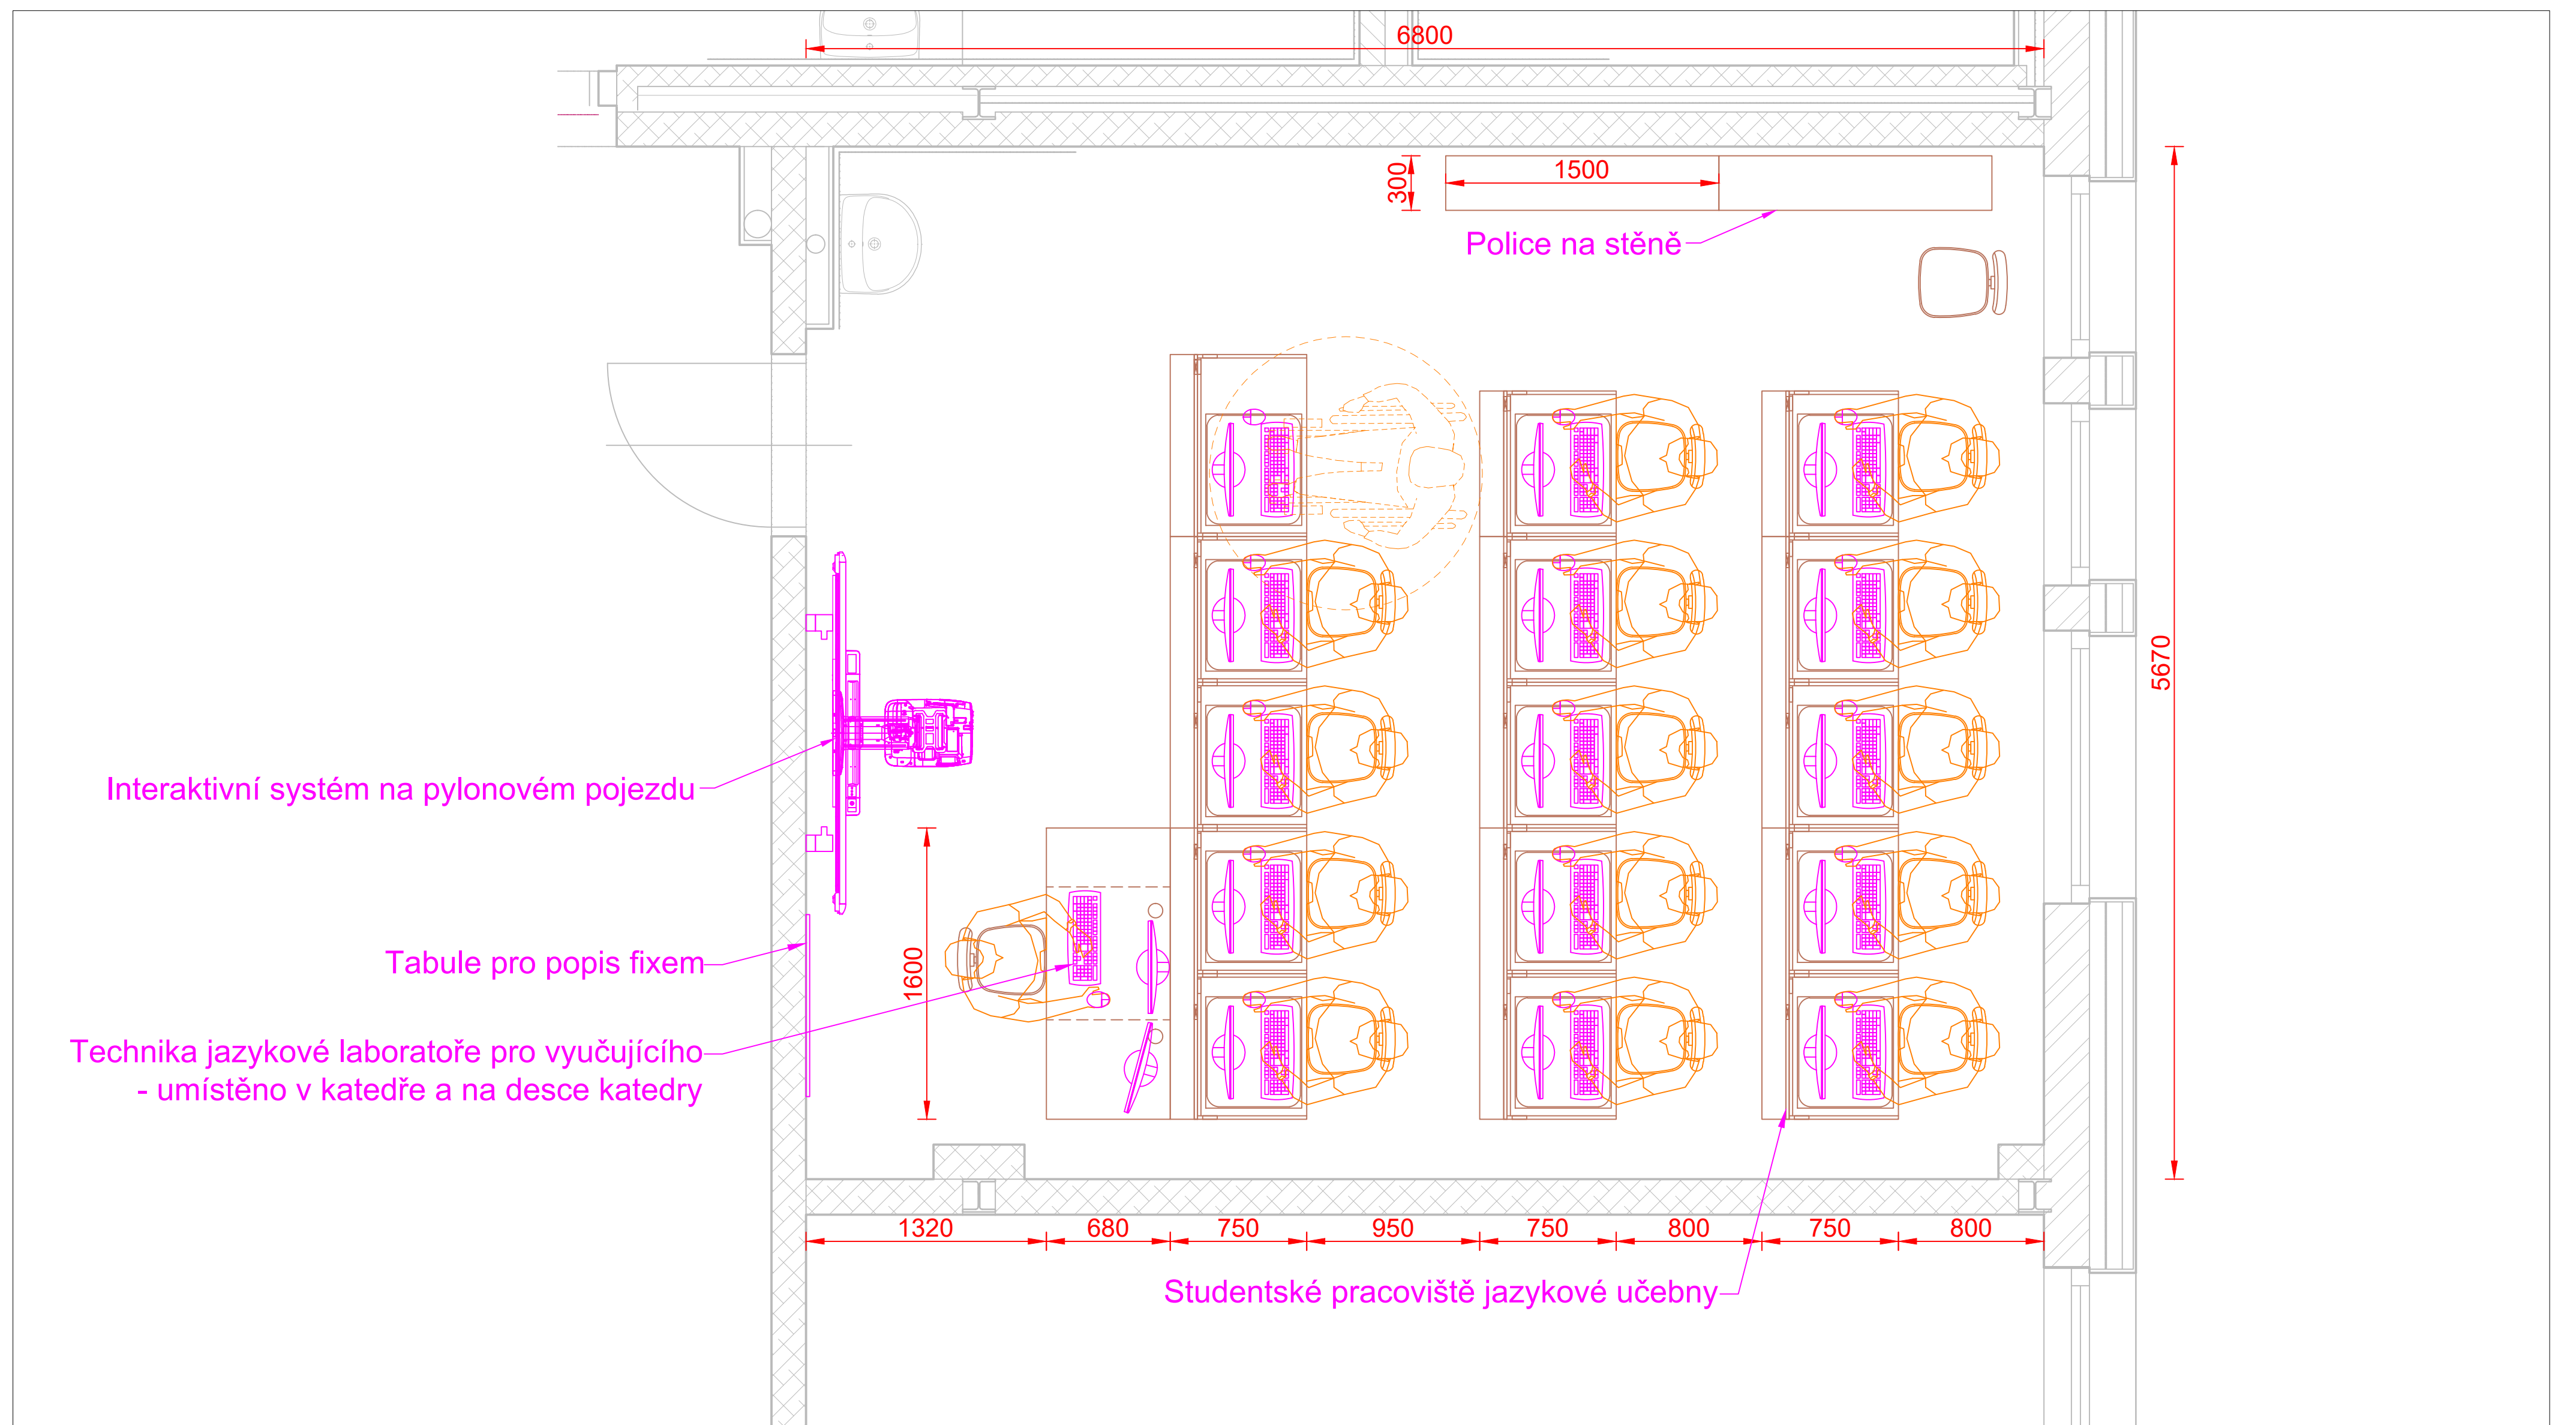 6800
300
1500
Police na stěně
5670
Interaktivní systém na pylonovém pojezdu
1600
Tabule pro popis fixem
Technika jazykové laboratoře pro vyučujícího
- umístěno v katedře a na desce katedry
1320
680
750
950
750
800
750
800
Studentské pracoviště jazykové učebny